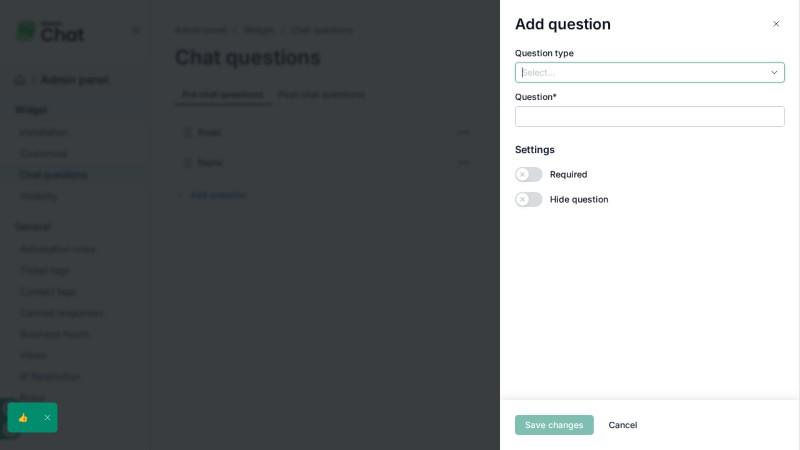 Chat
Admin panel
Widget
Installation
Customize
Chat questions
Visibility
General
Automation rules
Ticket tags
Contact tags
Canned responses
Business hours
Views
IP Restriction
Admin panel / Widget / Chat questions
Chat questions
Pre chat questions Post chat questions
Email
Name
+ Add question
Add question
Question type
Select...
Question*
Settings
Required
Hide question
Save changes Cancel